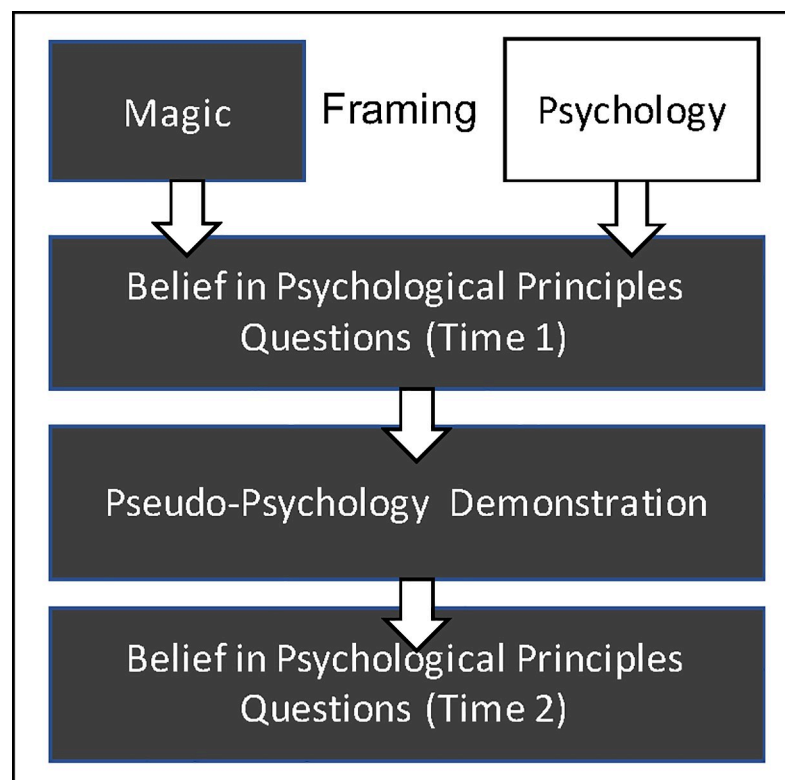 Magic Framing Psychology
Belief in Psychological Principles
Questions (Time 1)
Pseudo-Psychology Demonstration
Belief in Psychological Principles
Questions (Time 2)